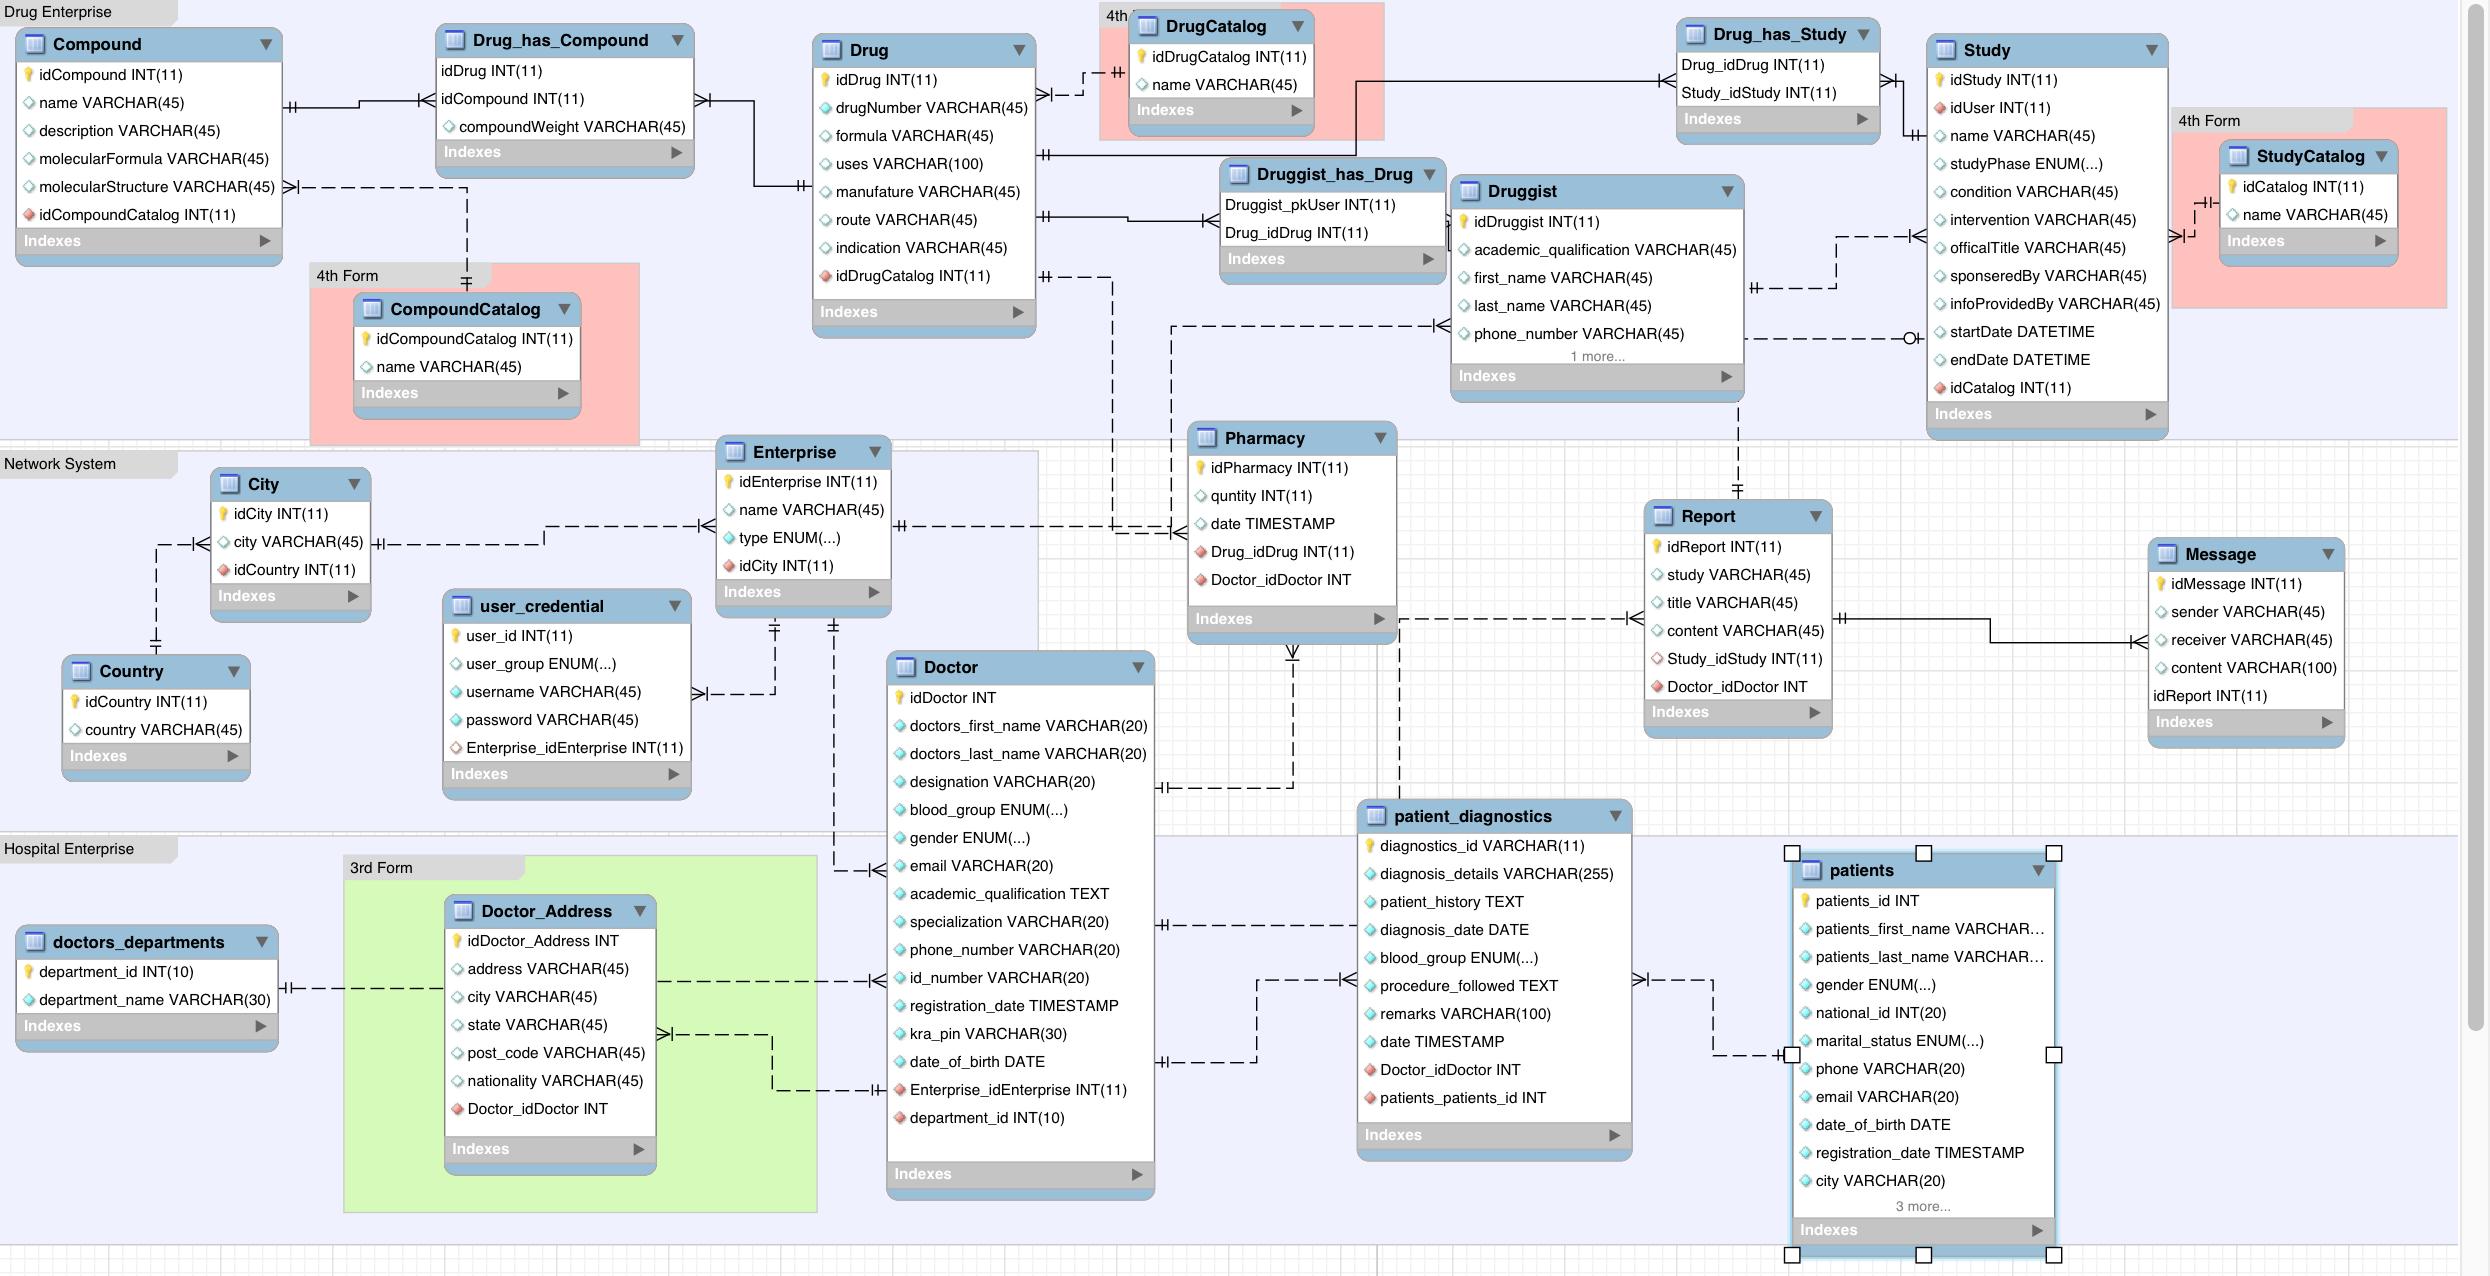 Drug Enterprise
Compound
idCompound INT(11)
name VARCHAR(45)
description VARCHAR(45)
molecularFormula VARCHAR(45)
molecularStructure VARCHAR(45)
idCompoundCatalog INT(11)
Indexes
Drug_has_Compound
idDrug INT(11)
idCompound INT(11)
compoundWeight VARCHAR(45)
Indexes
4th Form
CompoundCatalog
idCompoundCatalog INT(11)
name VARCHAR(45)
Indexes
Drug
idDrug INT(11)
drugNumber VARCHAR(45)
formula VARCHAR(45)
uses VARCHAR(100)
manufature VARCHAR(45)
route VARCHAR(45)
indication VARCHAR(45)
idDrugCatalog INT(11)
Indexes
4th
DrugCatalog
idDrugCatalog INT(11)
name VARCHAR(45)
Indexes
Druggist_has_Drug
Druggist_pkUser INT(11)
Drug_idDrug INT(11)
Indexes
Druggist
idDruggist INT(11)
academic_qualification VARCHAR(45)
first_name VARCHAR(45)
last_name VARCHAR(45)
phone_number VARCHAR(45)
1 more...
Indexes
Drug_has_Study
Drug_idDrug INT(11)
Study_idStudy INT(11)
Indexes
Study
idStudy INT(11)
idUser INT(11)
name VARCHAR(45)
studyPhase ENUM(...)
condition VARCHAR(45)
intervention VARCHAR(45)
officalTitle VARCHAR(45)
sponseredBy VARCHAR(45)
infoProvidedBy VARCHAR(45)
startDate DATETIME
endDate DATETIME
idCatalog INT(11)
Indexes
4th Form
StudyCatalog
idCatalog INT(11)
name VARCHAR(45)
Indexes
Network System
City
idCity INT(11)
city VARCHAR(45)
idCountry INT(11)
Indexes
Country
idCountry INT(11)
country VARCHAR(45)
Indexes
user_credential
user_id INT(11)
user_group ENUM(...)
username VARCHAR(45)
password VARCHAR(45)
Enterprise_idEnterprise INT(11)
Indexes
Enterprise
idEnterprise INT(11)
name VARCHAR(45)
type ENUM(...)
idCity INT(11)
Indexes
Pharmacy
idPharmacy INT(11)
quntity INT(11)
date TIMESTAMP
Drug_idDrug INT(11)
Doctor_idDoctor INT
Indexes
Report
idReport INT(11)
study VARCHAR(45)
title VARCHAR(45)
content VARCHAR(45)
Study_idStudy INT(11)
Doctor_idDoctor INT
Indexes
Message
idMessage INT(11)
sender VARCHAR(45)
receiver VARCHAR(45)
content VARCHAR(100)
idReport INT(11)
Indexes
Hospital Enterprise
doctors_departments
department_id INT(10)
department_name VARCHAR(30)
Indexes
3rd Form
Doctor_Address
idDoctor_Address INT
address VARCHAR(45)
city VARCHAR(45)
state VARCHAR(45)
post_code VARCHAR(45)
nationality VARCHAR(45)
Doctor_idDoctor INT
Indexes
Doctor
idDoctor INT
doctors_first_name VARCHAR(20)
doctors_last_name VARCHAR(20)
designation VARCHAR(20)
blood_group ENUM(...)
gender ENUM(...)
email VARCHAR(20)
academic_qualification TEXT
specialization VARCHAR(20)
phone_number VARCHAR(20)
id_number VARCHAR(20)
registration_date TIMESTAMP
kra_pin VARCHAR(30)
date_of_birth DATE
Enterprise_idEnterprise INT(11)
department_id INT(10)
Indexes
patient_diagnostics
diagnostics_id VARCHAR(11)
diagnosis_details VARCHAR(255)
patient_history TEXT
diagnosis_date DATE
blood_group ENUM(...)
procedure_followed TEXT
remarks VARCHAR(100)
date TIMESTAMP
Doctor_idDoctor INT
patients_patients_id INT
Indexes
patients
patients_id INT
patients_first_name VARCHAR...
patients_last_name VARCHAR...
gender ENUM(...)
national_id INT(20)
marital_status ENUM(...)
phone VARCHAR(20)
email VARCHAR(20)
date_of_birth DATE
registration_date TIMESTAMP
city VARCHAR(20)
3 more...
Indexes